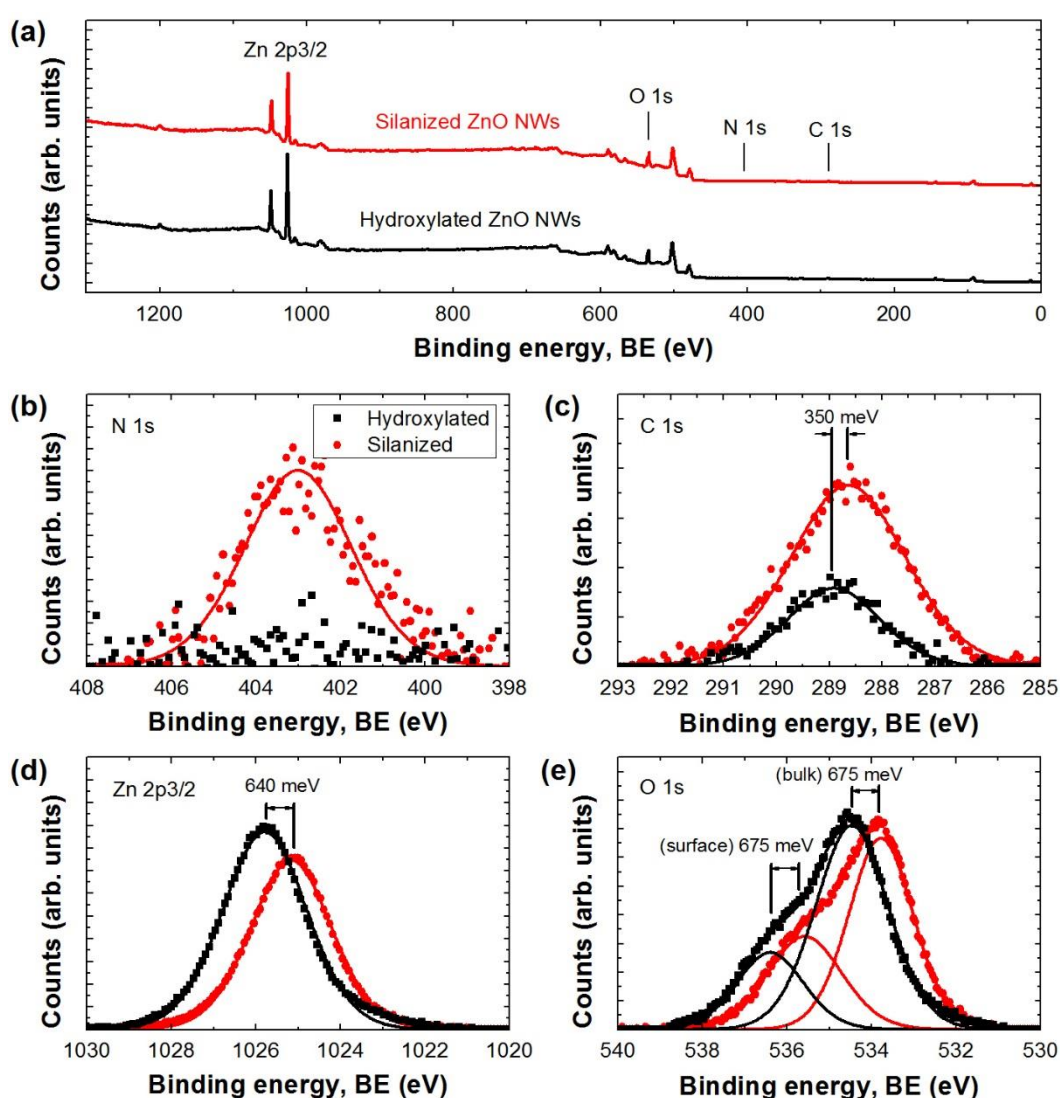 (a)
Zn 2p3/2
O 1s
N 1s
C 1s
Silanized ZnO NWs
Hydroxylated ZnO NWs
Counts (arb. units)
1200 1000 800 600 400 200 0
Binding energy, BE (eV)
(b)
N 1s
Hydroxylated
Silanized
Counts (arb. units)
408 406 404 402 400 398
Binding energy, BE (eV)
(c)
C 1s
350 meV
Counts (arb. units)
293 292 291 290 289 288 287 286 285
Binding energy, BE (eV)
(d)
Zn 2p3/2
640 meV
Counts (arb. units)
1030 1025 1020
Binding energy, BE (eV)
(e)
O 1s
(bulk) 675 meV
(surface) 675 meV
Counts (arb. units)
540 538 536 534 532 530
Binding energy, BE (eV)